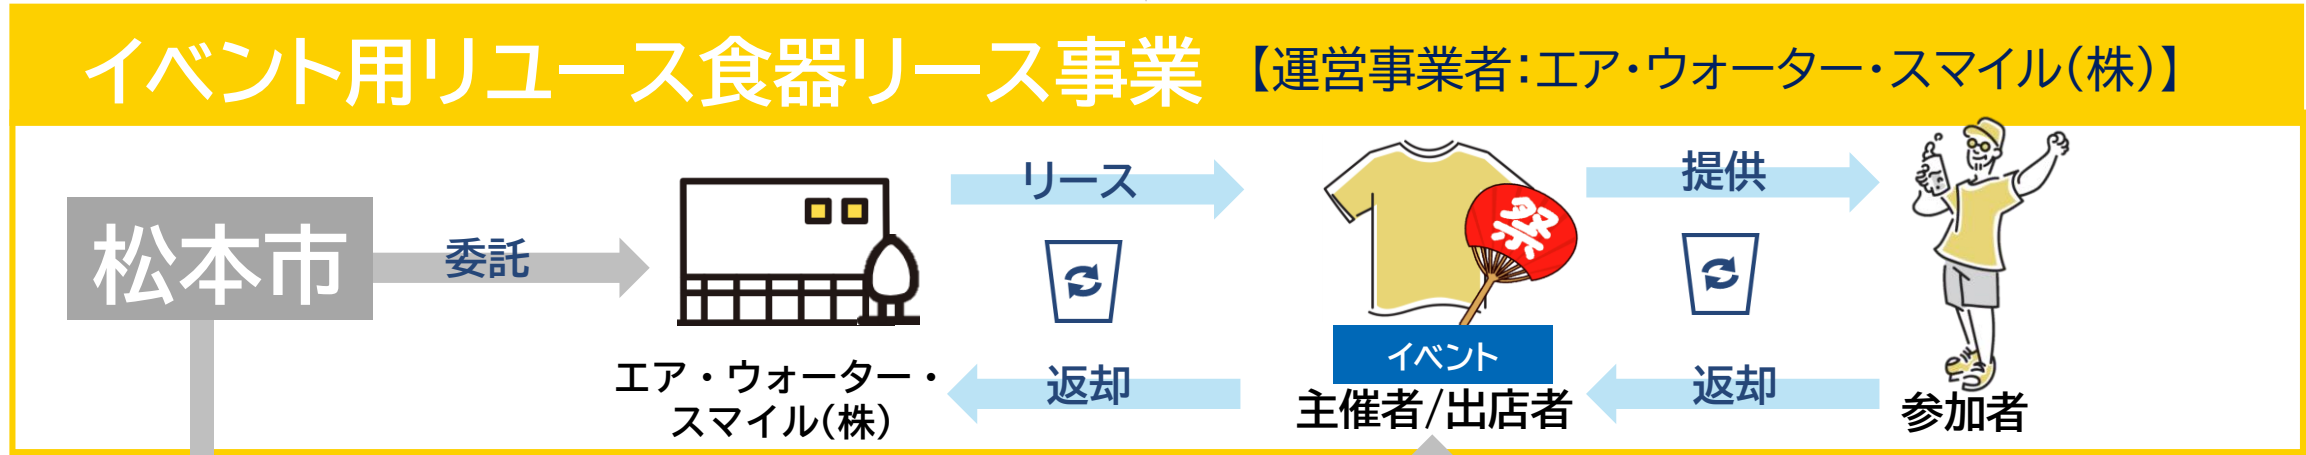 イベント用リユース食器リース事業 【運営事業者：エア・ウォーター・スマイル(株)】
松本市
委託
エア・ウォーター・
スマイル(株)
リース
返却
祭
イベント
主催者/出店者
提供
返却
参加者